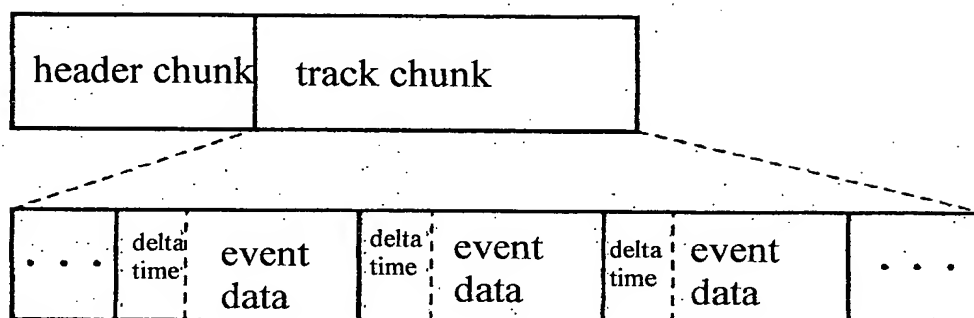 header chunk track chunk
. . . delta time event data delta time event data delta time event data . . .